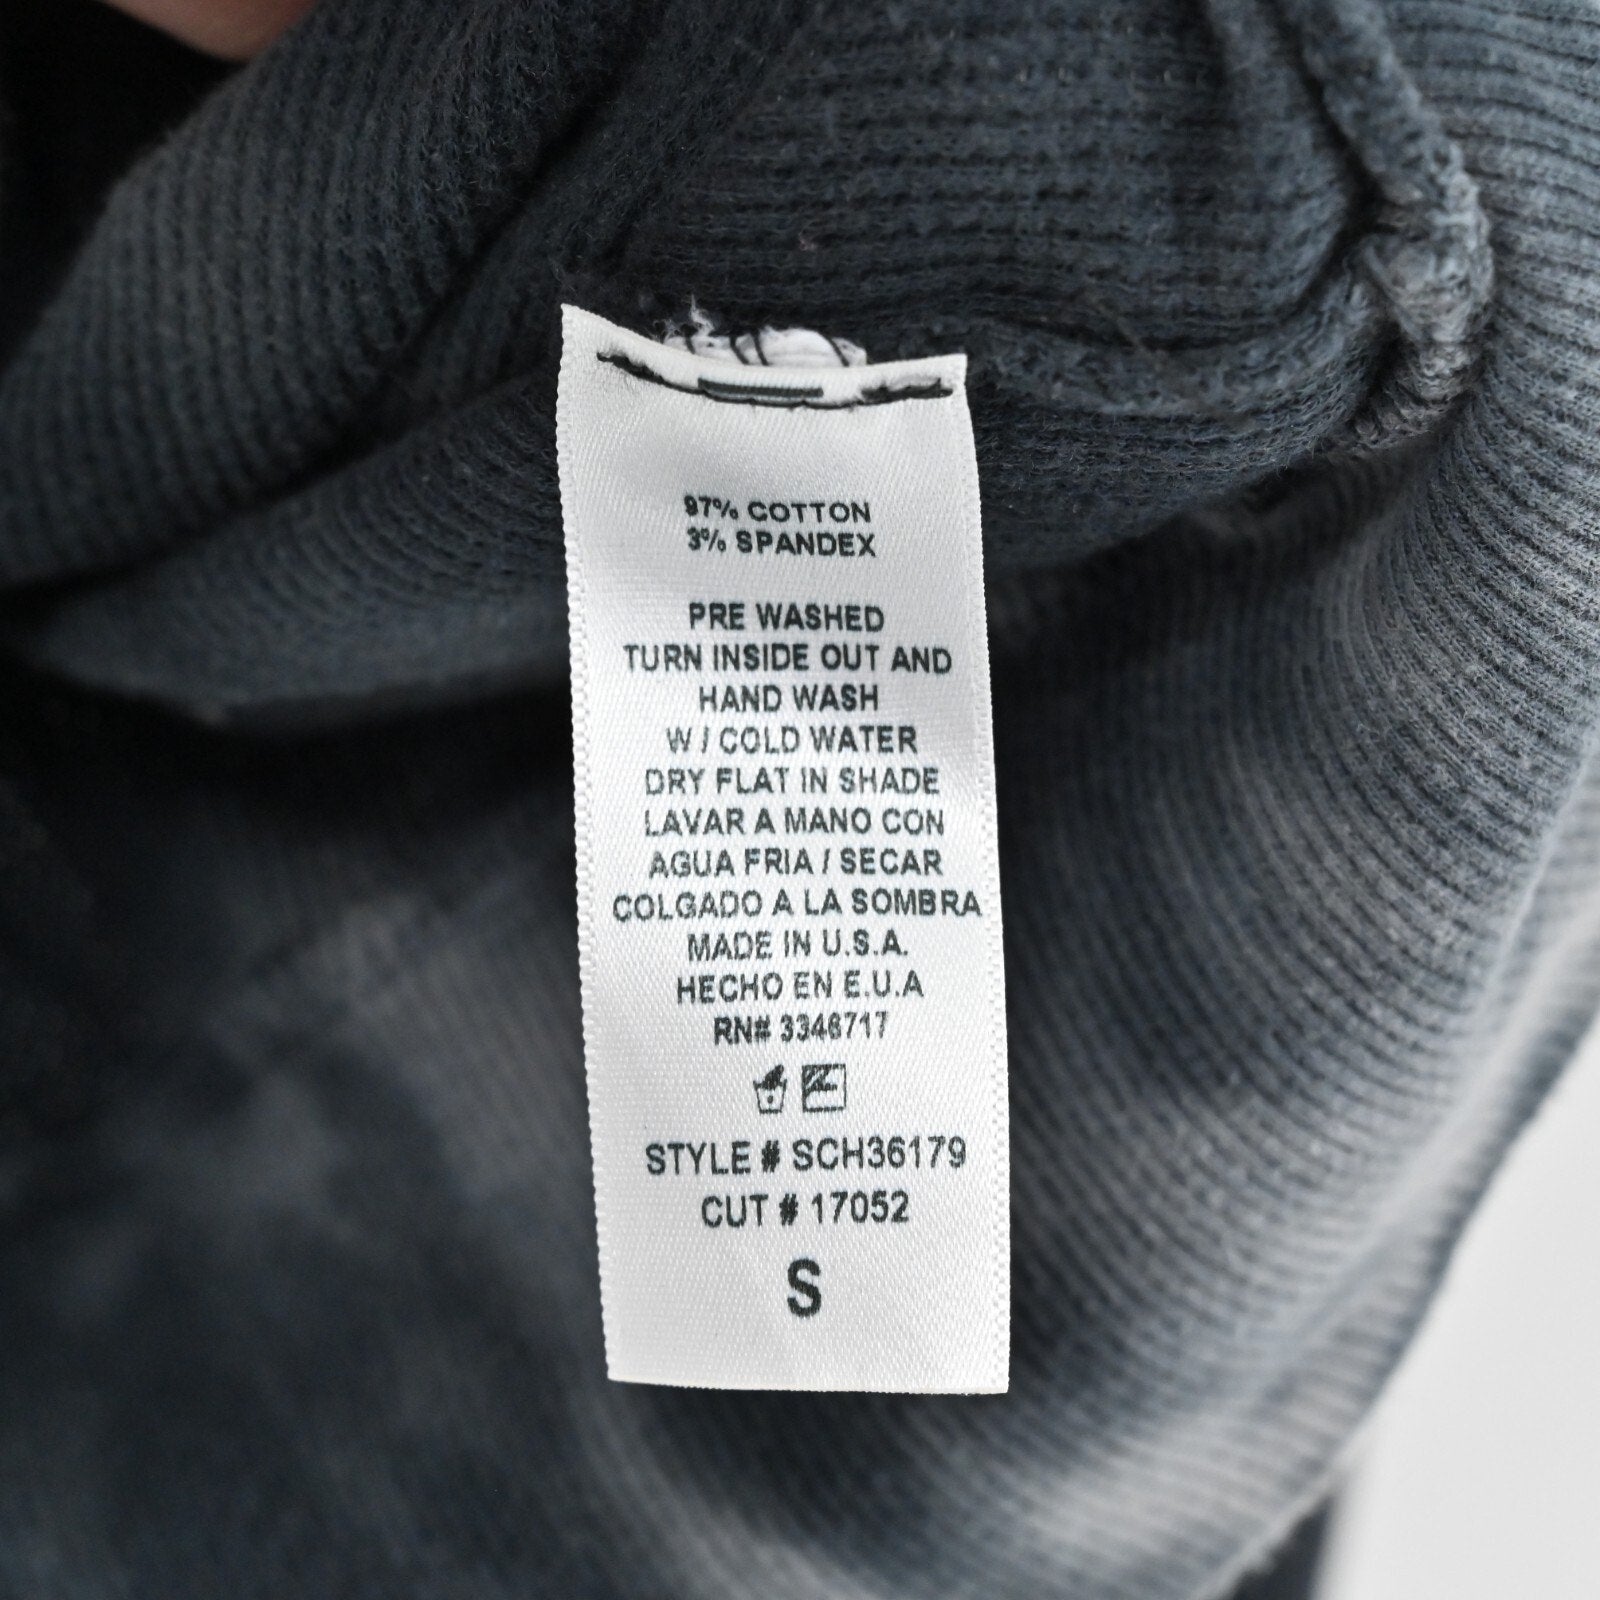 97% COTTON
3% SPANDEX
PRE WASHED
TURN INSIDE OUT AND
HAND WASH
W / COLD WATER
DRY FLAT IN SHADE
LAVAR A MANO CON
AGUA FRIA / SECAR
COLGADO A LA SOMBRA
MADE IN U.S.A.
HECHO EN E.U.A
RN# 3346717
STYLE # SCH36179
CUT # 17052
S